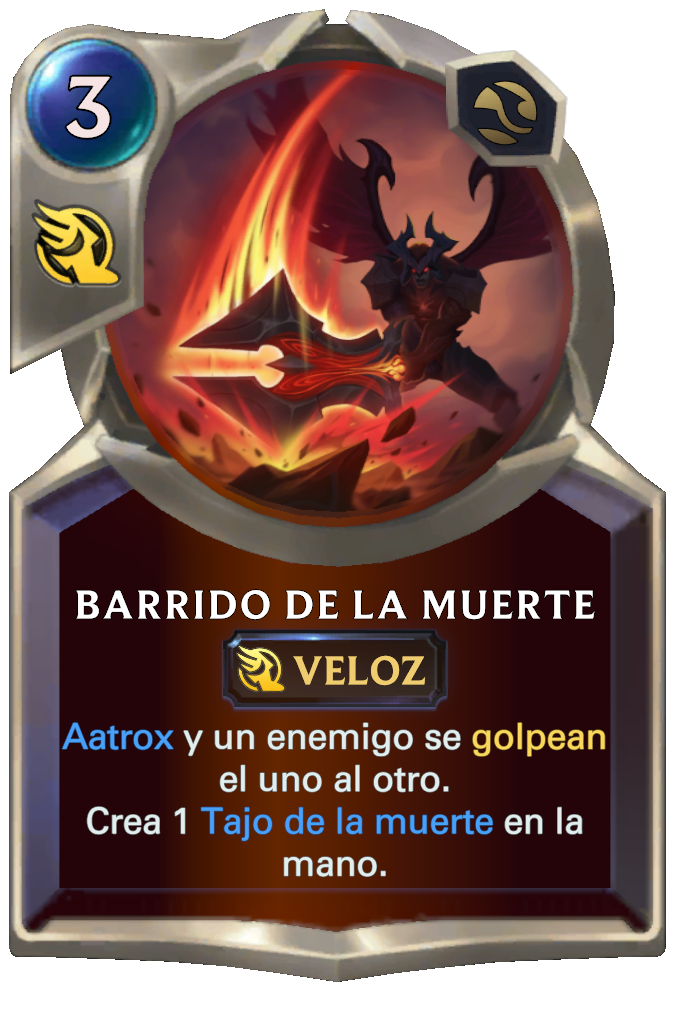 3
BARRIDO DE LA MUERTE
VELOZ
Aatrox y un enemigo se golpean
el uno al otro.
Crea 1 Tajo de la muerte en la
mano.